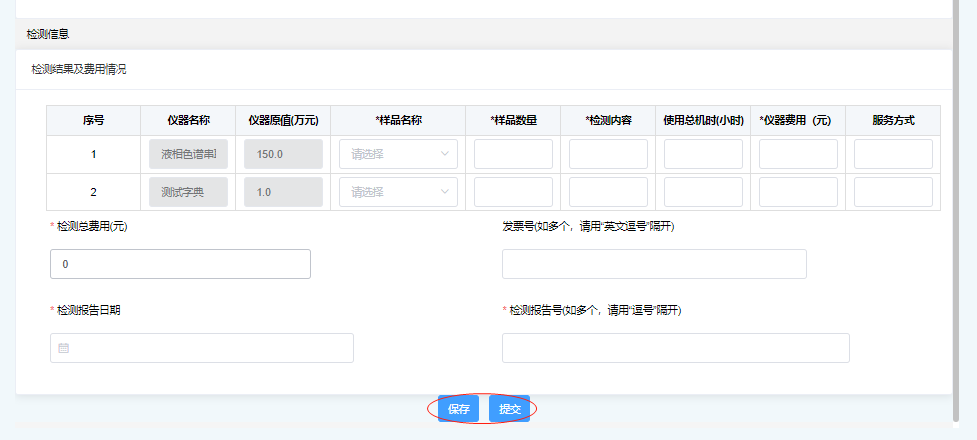 检测信息
检测结果及费用情况
序号 仪器名称 仪器原值(万元) *样品名称 *样品数量 *检测内容 使用总机时(小时) *仪器费用（元） 服务方式
1 液相色谱串 150.0 请选择
2 测试字典 1.0 请选择
* 检测总费用(元) 发票号(如多个，请用“英文逗号”隔开)
0
* 检测报告日期 * 检测报告号(如多个，请用“逗号”隔开)
保存 提交